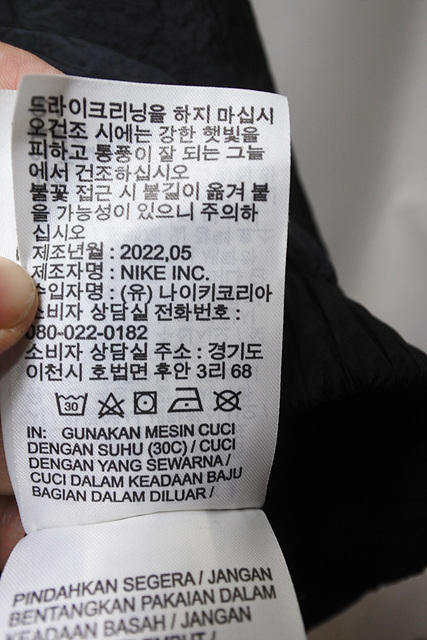 드라이크리닝을 하지 마십시
오건조 시에는 강한 햇빛을
피하고 통풍이 잘 되는 그늘
에서 건조하십시오
불꽃 접근 시 불길이 옮겨 붙
을 가능성이 있으니 주의하
십시오
제조년월 : 2022,05
제조자명 : NIKE INC.
수입자명 : (유) 나이키코리아
소비자 상담실 전화번호 :
080-022-0182
소비자 상담실 주소 : 경기도
이천시 호법면 후안 3리 68
30
IN: GUNAKAN MESIN CUCI
DENGAN SUHU (30C) / CUCI
DENGAN YANG SEWARNA /
CUCI DALAM KEADAAN BAJU
BAGIAN DALAM DILUAR /
PINDAHKAN SEGERA / JANGAN
BENTANGKAN PAKAIAN DALAM
KEADAAN BASAH / JANGAN